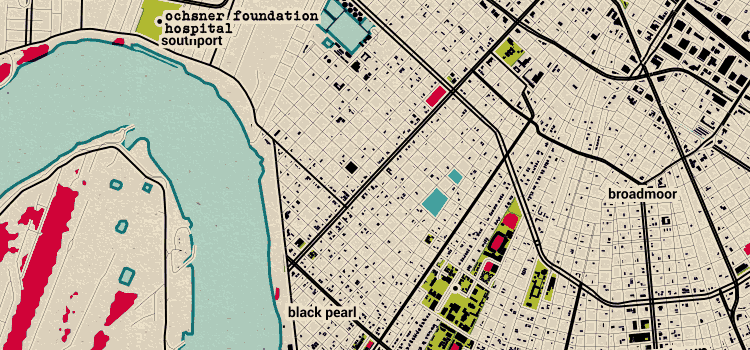 ochsner foundation
hospital
southport
broadmoor
black pearl